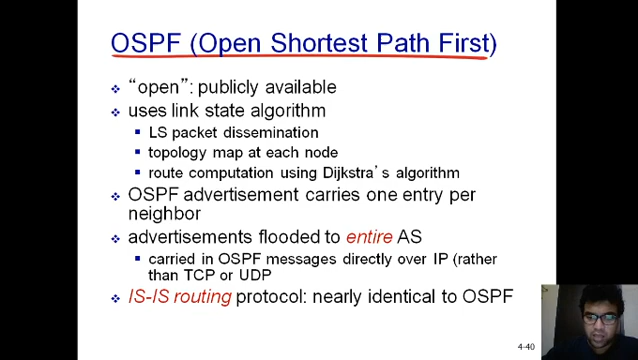 OSPF (Open Shortest Path First)
“open”: publicly available
uses link state algorithm
LS packet dissemination
topology map at each node
route computation using Dijkstra’s algorithm
OSPF advertisement carries one entry per
neighbor
advertisements flooded to entire AS
carried in OSPF messages directly over IP (rather
than TCP or UDP
IS-IS routing protocol: nearly identical to OSPF
4-40